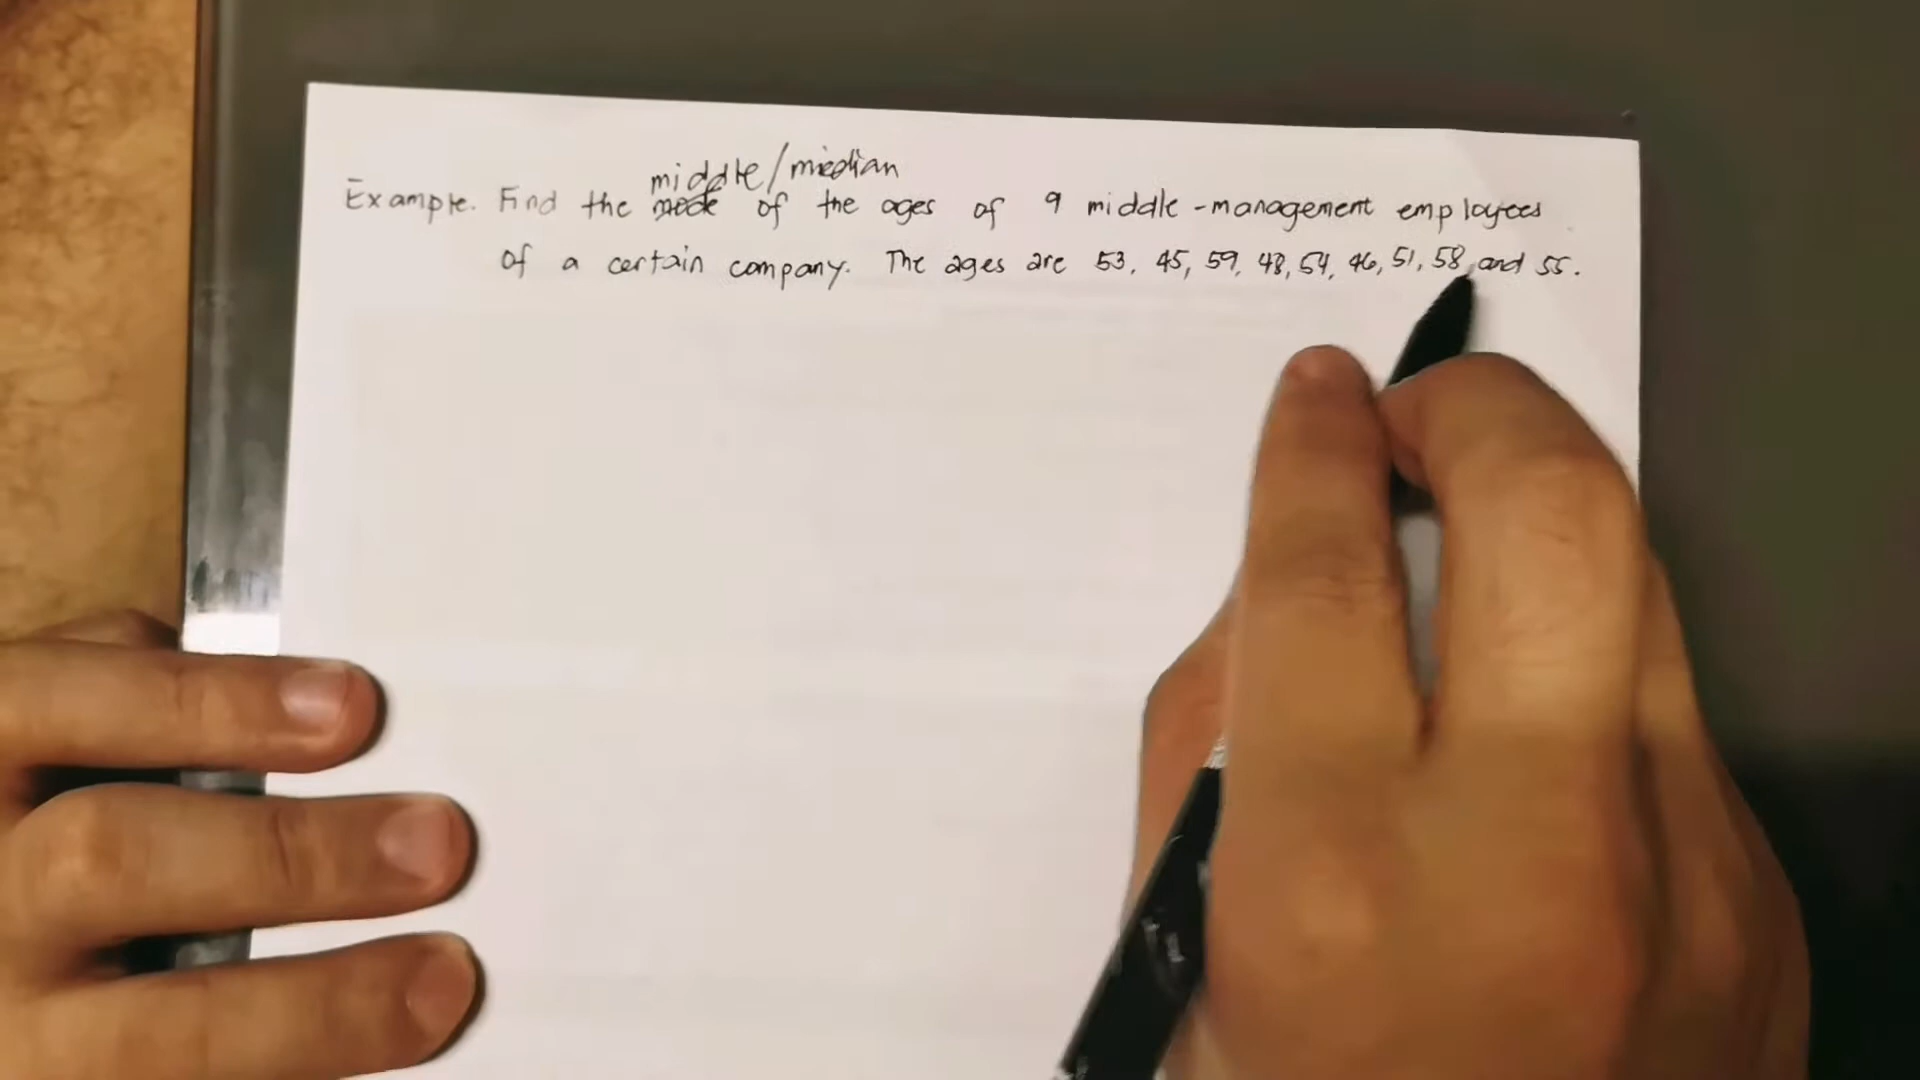 middle/median
Example. Find the mode of the ages of 9 middle-management employees
of a certain company. The ages are 53, 45, 59, 48, 54, 46, 51, 58, and 55.